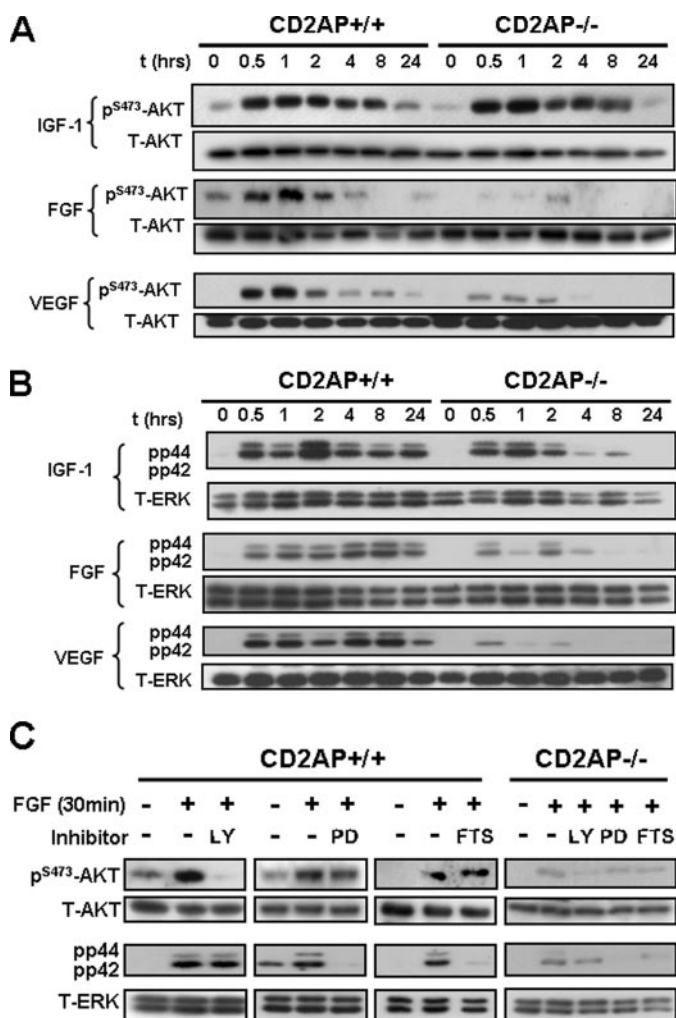 A
CD2AP+/+ CD2AP-/-
t (hrs) 0 0.5 1 2 4 8 24 0 0.5 1 2 4 8 24
IGF-1 pS473-AKT
T-AKT
FGF pS473-AKT
T-AKT
VEGF pS473-AKT
T-AKT
B
CD2AP+/+ CD2AP-/-
t (hrs) 0 0.5 1 2 4 8 24 0 0.5 1 2 4 8 24
IGF-1 pp44
pp42
T-ERK
FGF pp44
pp42
T-ERK
VEGF pp44
pp42
T-ERK
C
CD2AP+/+ CD2AP-/-
FGF (30min) - + + - + + - + + - + + + +
Inhibitor - - LY - - PD - - FTS - - LY PD FTS
pS473-AKT
T-AKT
pp44
pp42
T-ERK